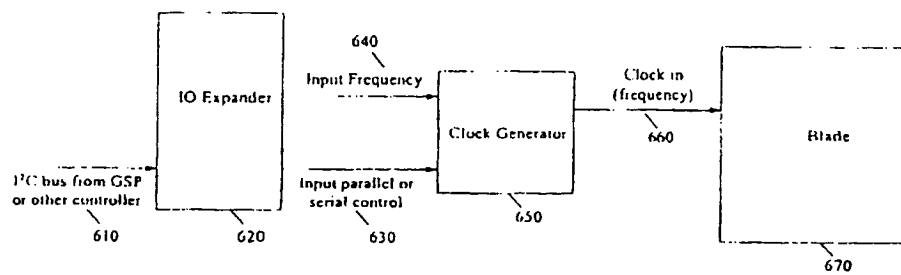 640
IO Expander
Input Frequency
Clock in
(frequency)
660
Clock Generator
Blade
I²C bus from GSP
or other controller
610
620
Input parallel or
serial control
630
650
670